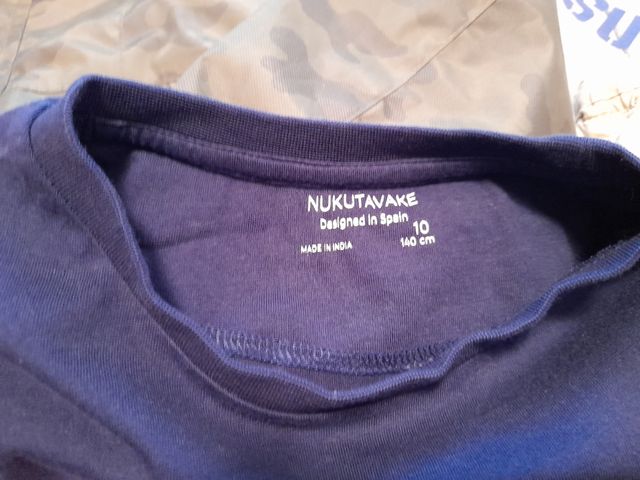 NUKUTAVAKE
Designed in Spain
10
MADE IN INDIA
140 cm